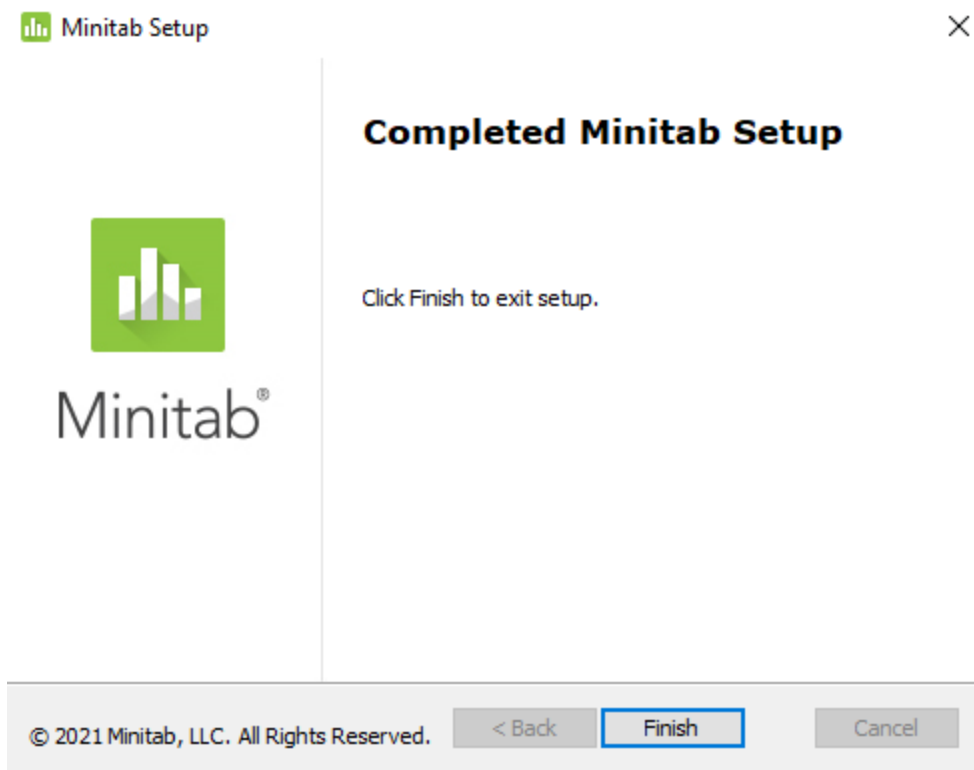 Minitab Setup
Completed Minitab Setup
Click Finish to exit setup.
Minitab®
© 2021 Minitab, LLC. All Rights Reserved.
< Back
Finish
Cancel